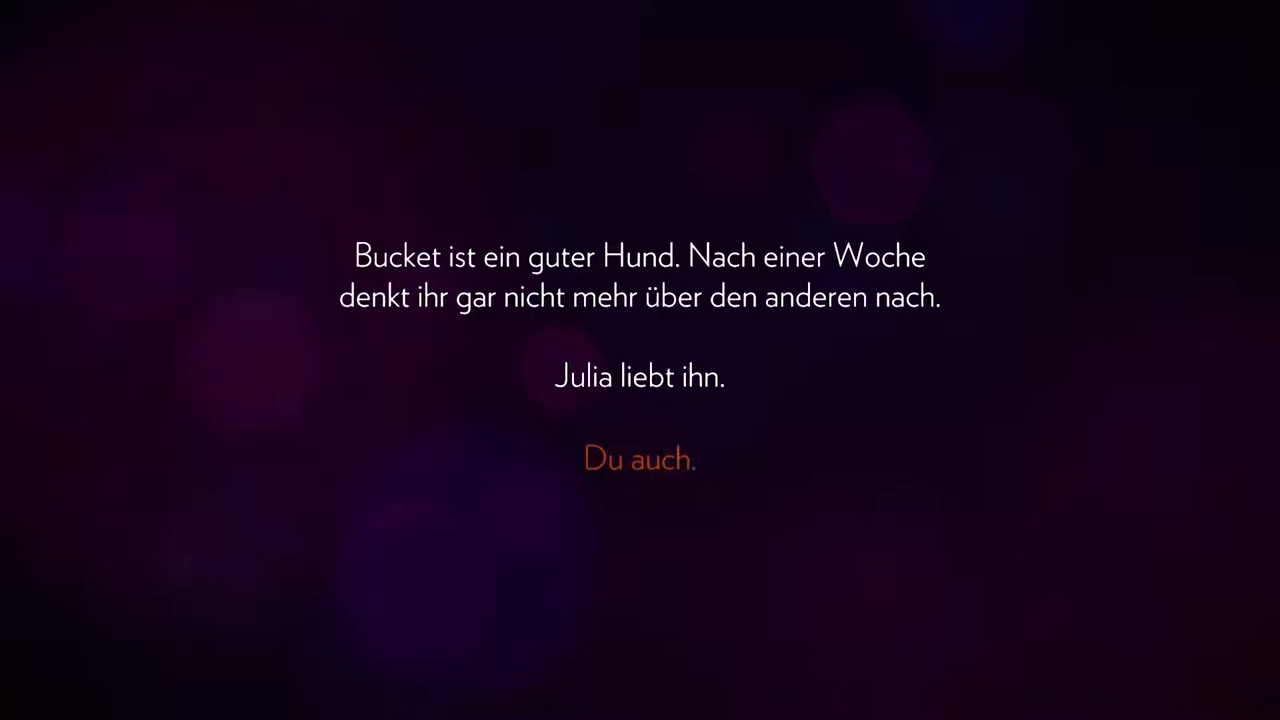 Bucket ist ein guter Hund. Nach einer Woche
denkt ihr gar nicht mehr über den anderen nach.
Julia liebt ihn.
Du auch.